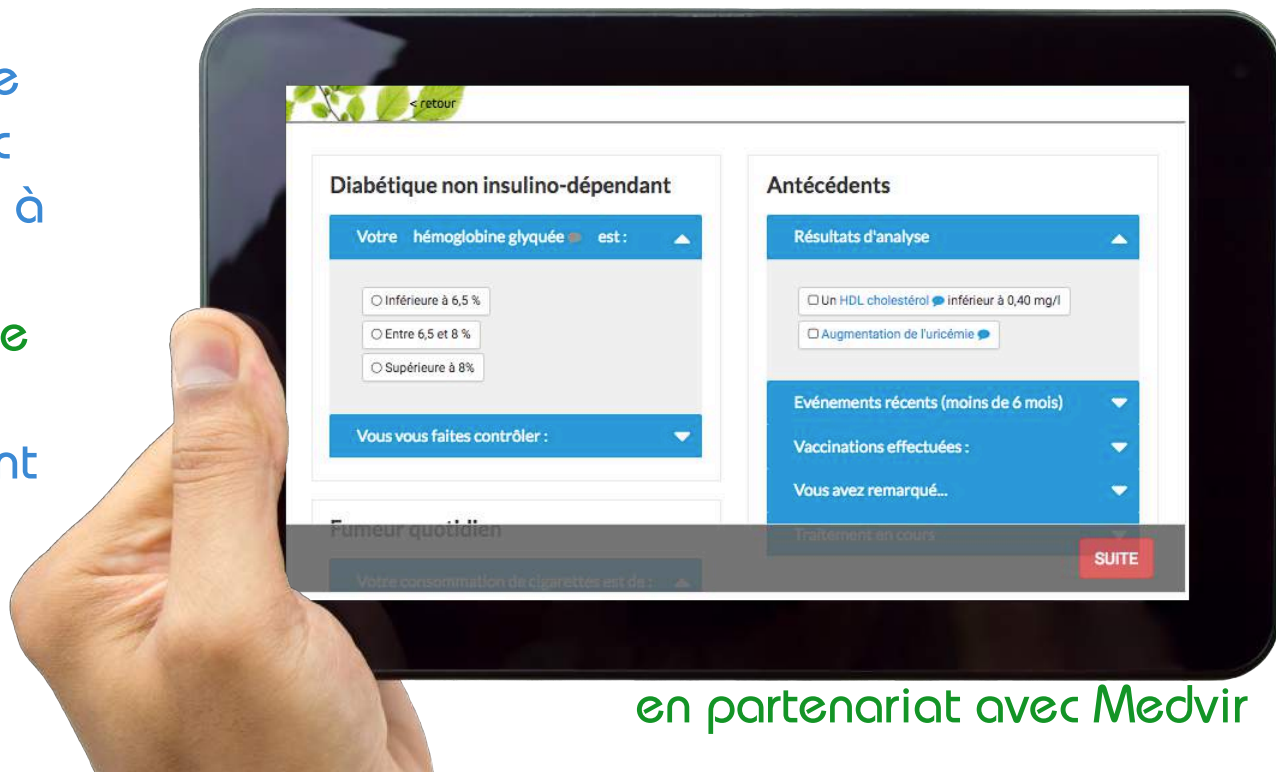 e
c
à
e
nt
< retour
Diabétique non insulino-dépendant
Votre hémoglobine glyquée est :
Inférieure à 6,5 %
Entre 6,5 et 8 %
Supérieure à 8%
Vous vous faites contrôler :
Fumeur quotidien
Votre consommation de cigarettes est de :
Antécédents
Résultats d'analyse
Un HDL cholestérol inférieur à 0,40 mg/l
Augmentation de l'uricémie
Evénements récents (moins de 6 mois)
Vaccinations effectuées :
Vous avez remarqué...
Traitement en cours
SUITE
en partenariat avec Medvir